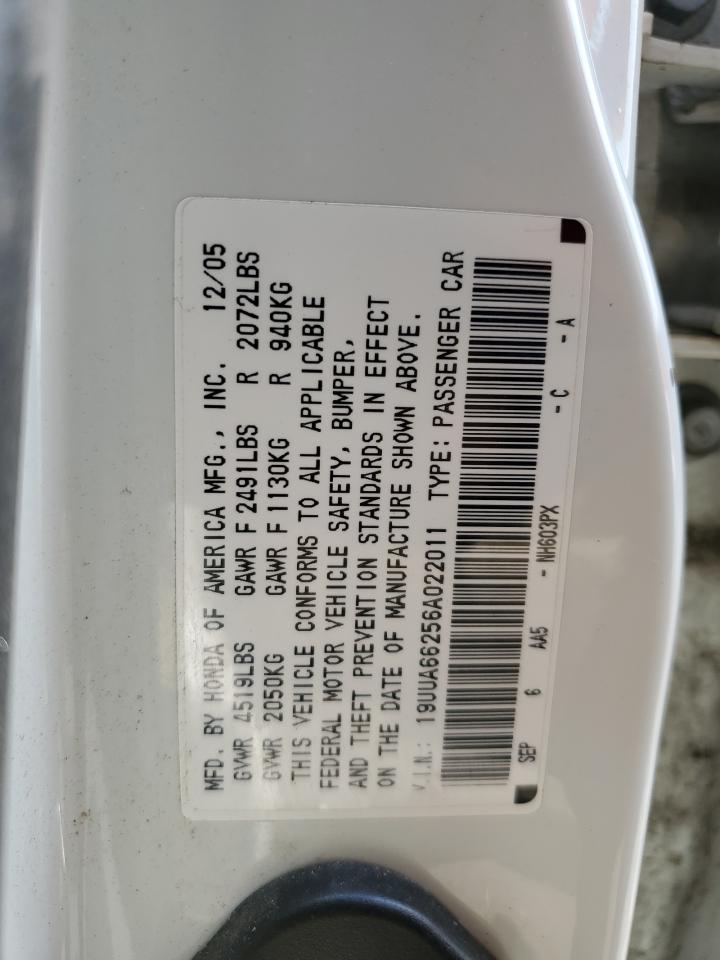 MFD. BY HONDA OF AMERICA MFG., INC. 12/05
GVWR 4519LBS GAWR F 2491LBS R 2072LBS
GVWR 2050KG GAWR F 1130KG R 940KG
THIS VEHICLE CONFORMS TO ALL APPLICABLE
FEDERAL MOTOR VEHICLE SAFETY, BUMPER,
AND THEFT PREVENTION STANDARDS IN EFFECT
ON THE DATE OF MANUFACTURE SHOWN ABOVE.
V.I.N.: 19UUA66256A022011 TYPE: PASSENGER CAR
SEP 6 AA5 - NH603PX - C - A